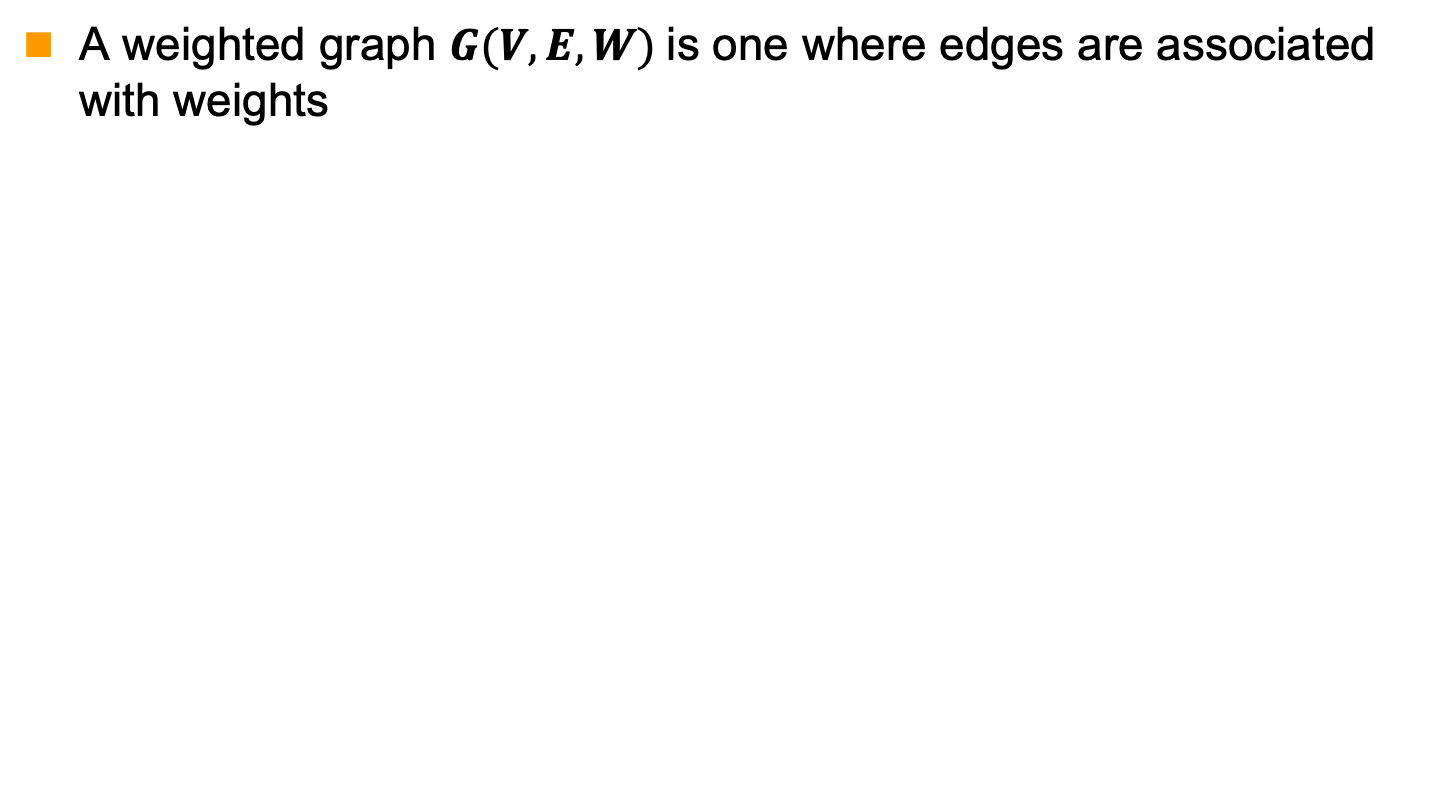 A weighted graph G(V, E, W) is one where edges are associated
with weights